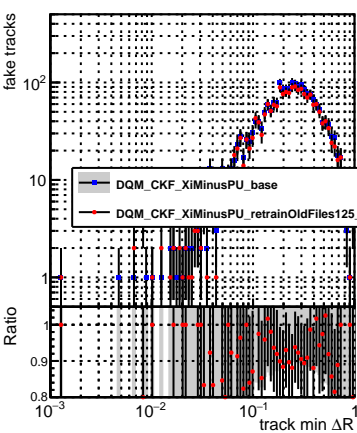 fake tracks
10²
10
1
DQM_CKF_XiMinusPU_base
DQM_CKF_XiMinusPU_retrainOldFiles125_
Ratio
1
0.9
0.8
10⁻³ 10⁻² 10⁻¹ 1
track min ΔR